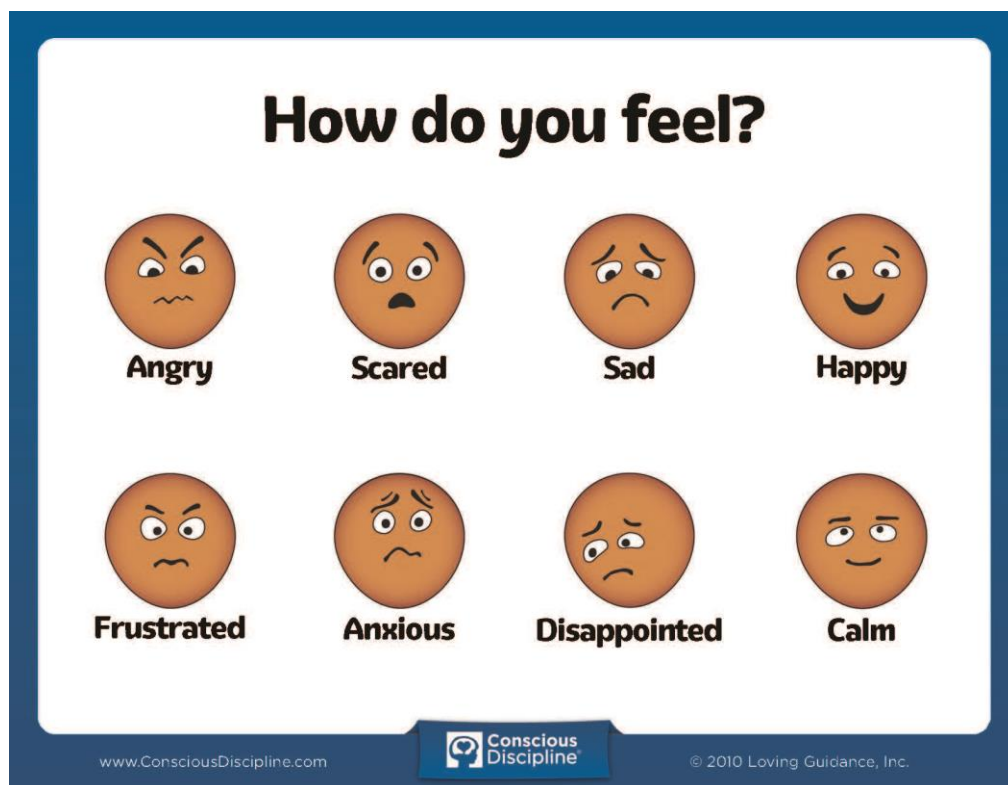 How do you feel?
Angry Scared Sad Happy
Frustrated Anxious Disappointed Calm
www.ConsciousDiscipline.com
Conscious
Discipline®
© 2010 Loving Guidance, Inc.